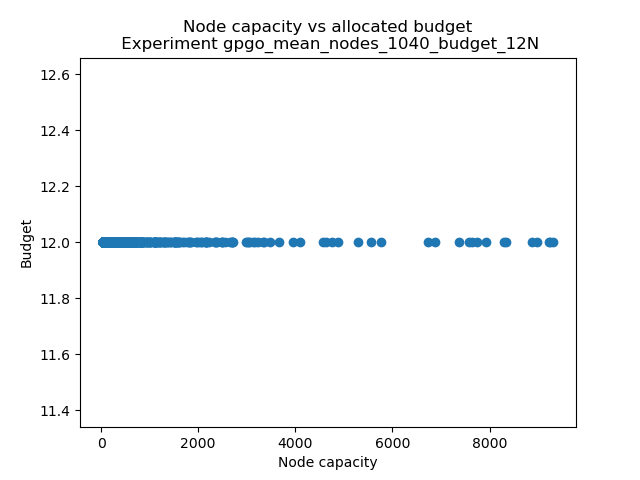 Node capacity vs allocated budget
Experiment gpgo_mean_nodes_1040_budget_12N
12.6
12.4
12.2
12.0
11.8
11.6
11.4
Budget
0 2000 4000 6000 8000
Node capacity